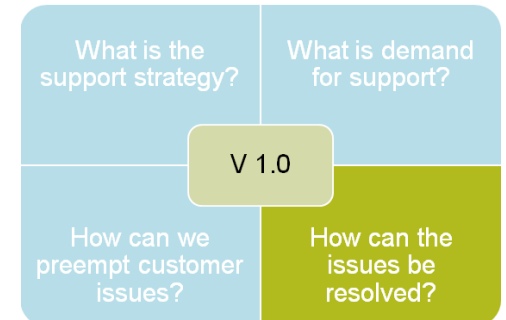 What is the
support strategy?
What is demand
for support?
V 1.0
How can we
preempt customer
issues?
How can the
issues be
resolved?